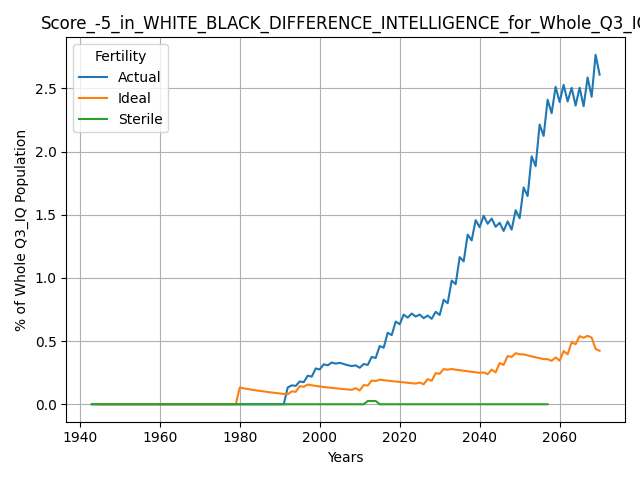 Score_-5_in_WHITE_BLACK_DIFFERENCE_INTELLIGENCE_for_Whole_Q3_IQ
Fertility
Actual
Ideal
Sterile
% of Whole Q3_IQ Population
2.5
2.0
1.5
1.0
0.5
0.0
1940 1960 1980 2000 2020 2040 2060
Years